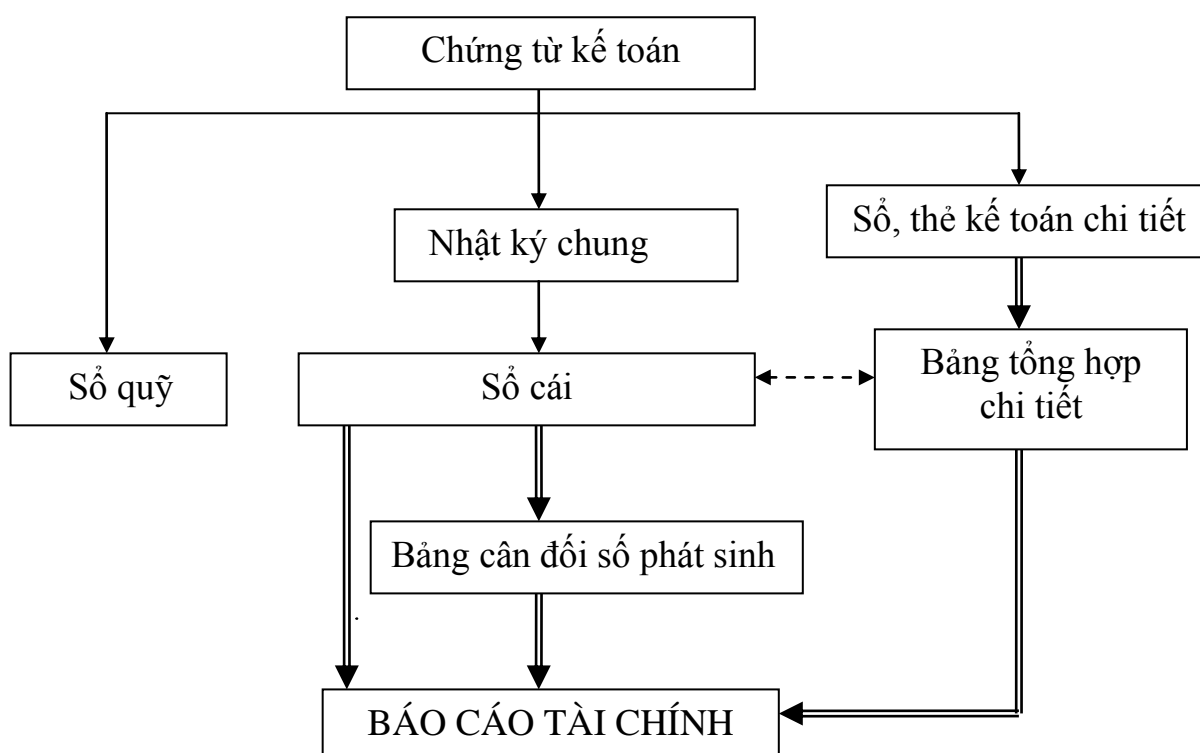 Chứng từ kế toán
Sổ, thẻ kế toán chi tiết
Nhật ký chung
Sổ quỹ
Sổ cái
Bảng tổng hợp
chi tiết
Bảng cân đối số phát sinh
BÁO CÁO TÀI CHÍNH